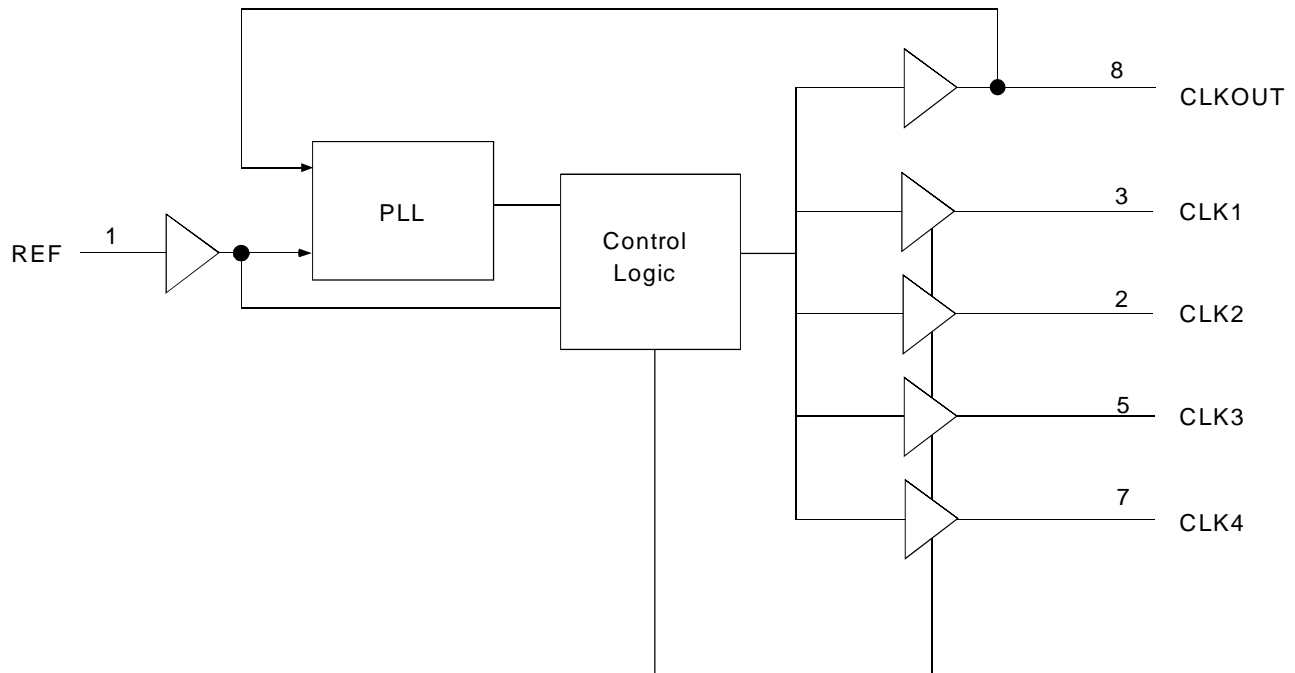 8
CLKOUT
PLL
3
CLK1
REF
1
Control
Logic
2
CLK2
5
CLK3
7
CLK4